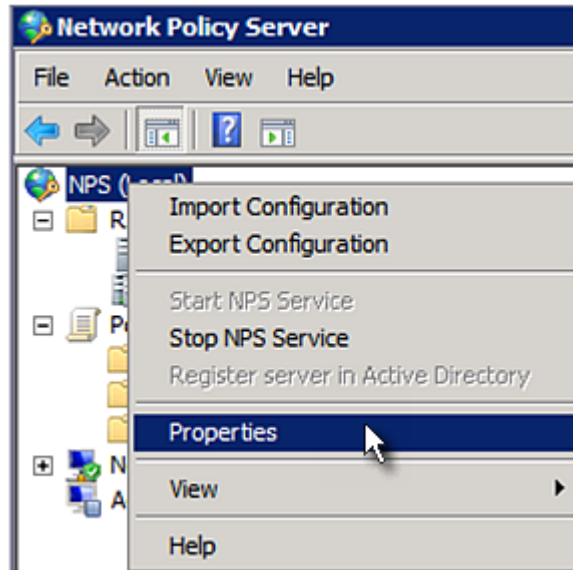 Network Policy Server
File Action View Help
NPS (Local)
Import Configuration
Export Configuration
Start NPS Service
Stop NPS Service
Register server in Active Directory
Properties
View
Help